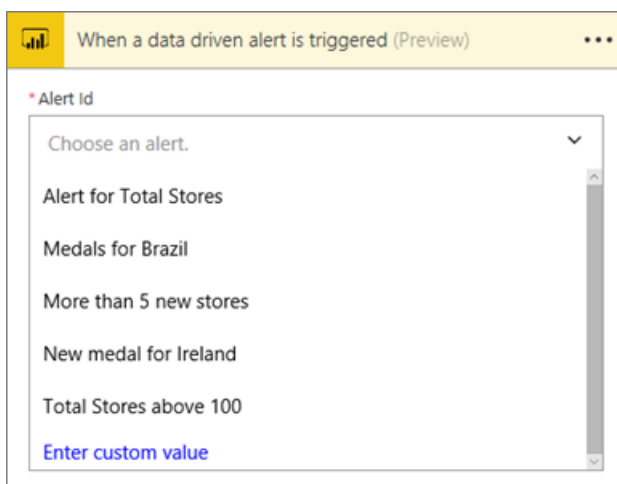 When a data driven alert is triggered (Preview)
* Alert Id
Choose an alert.
Alert for Total Stores
Medals for Brazil
More than 5 new stores
New medal for Ireland
Total Stores above 100
Enter custom value